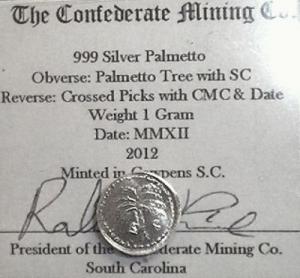 The Confederate Mining Co.
999 Silver Palmetto
Obverse: Palmetto Tree with SC
Reverse: Crossed Picks with CMC & Date
Weight 1 Gram
Date: MMXII
2012
Minted in S.C.
President of the Mining Co.
South Carolina